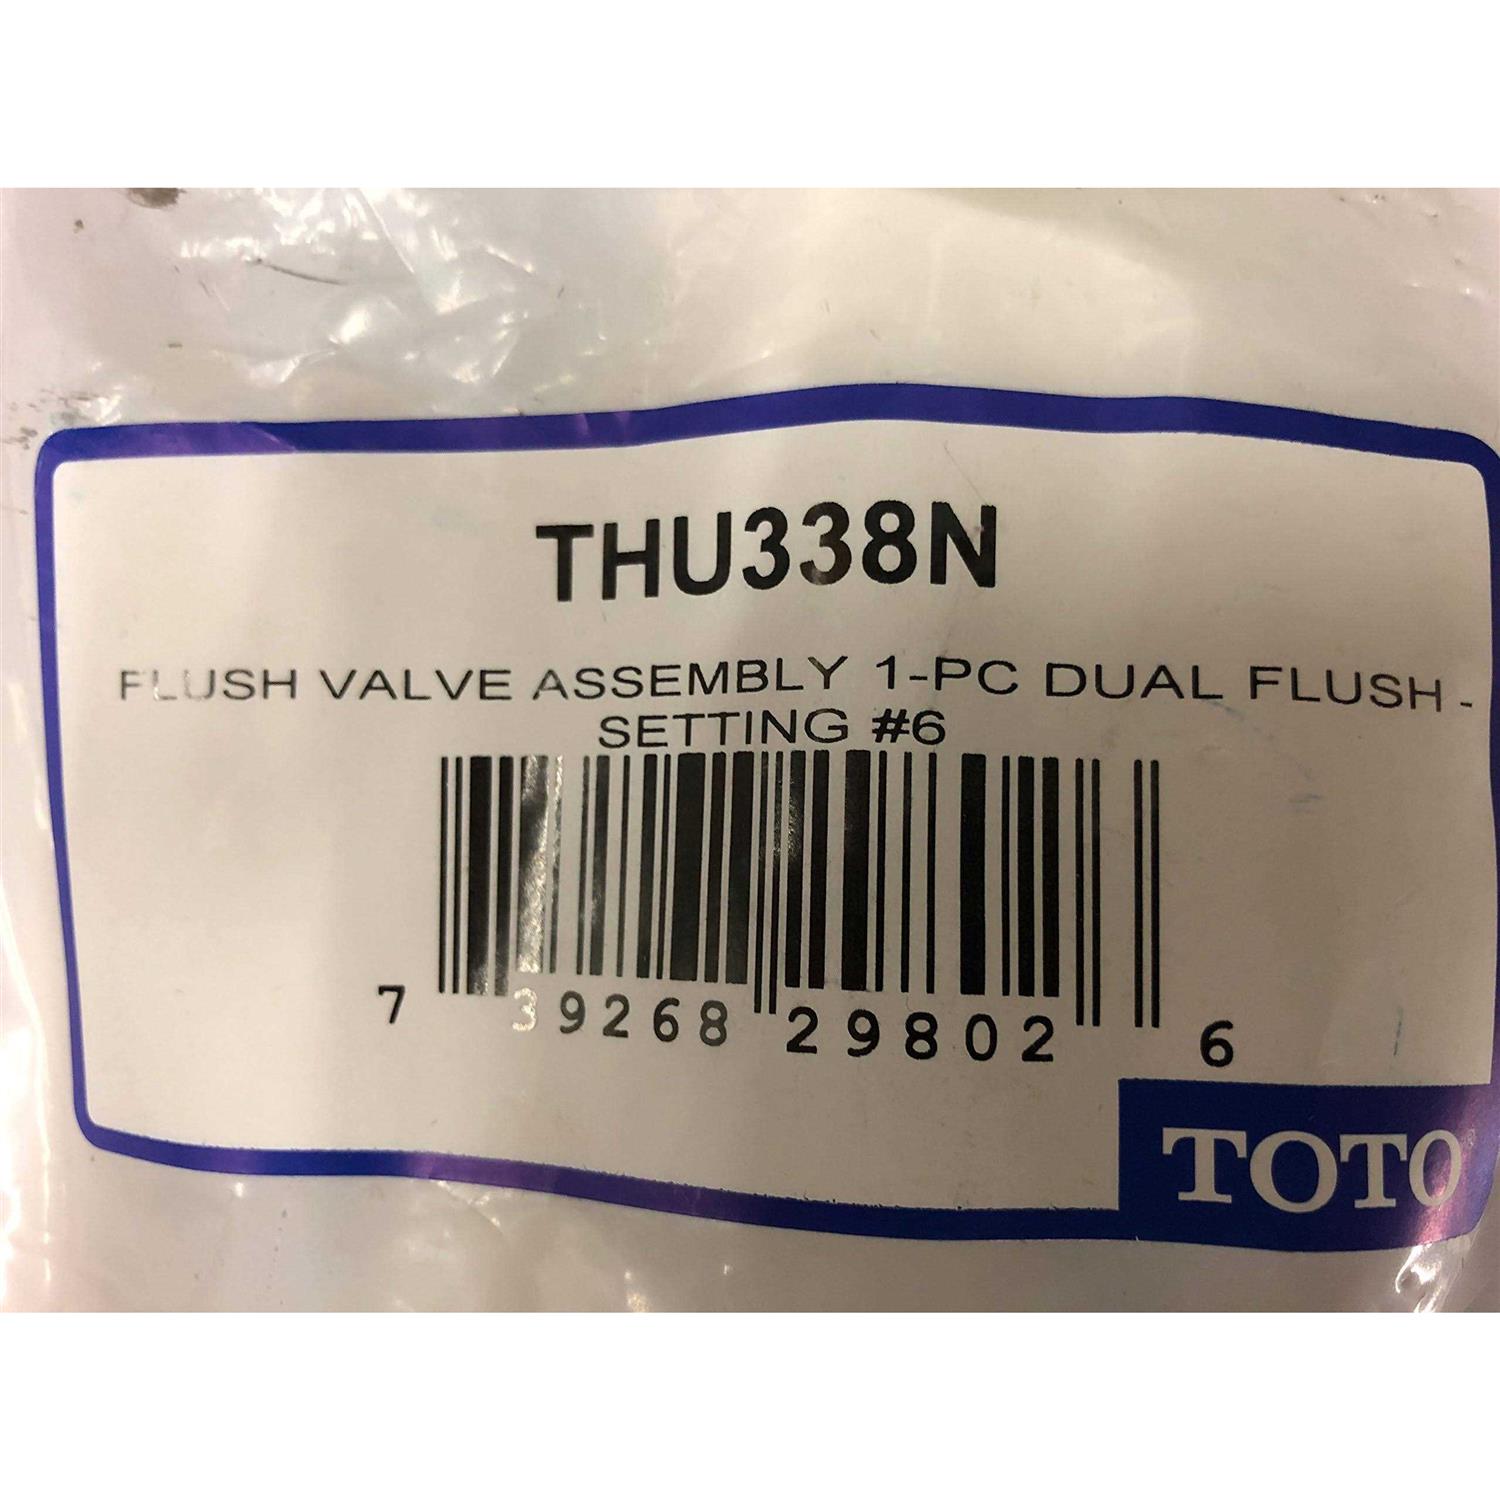 THU338N
FLUSH VALVE ASSEMBLY 1-PC DUAL FLUSH -
SETTING #6
7 39268 29802 6
TOTO